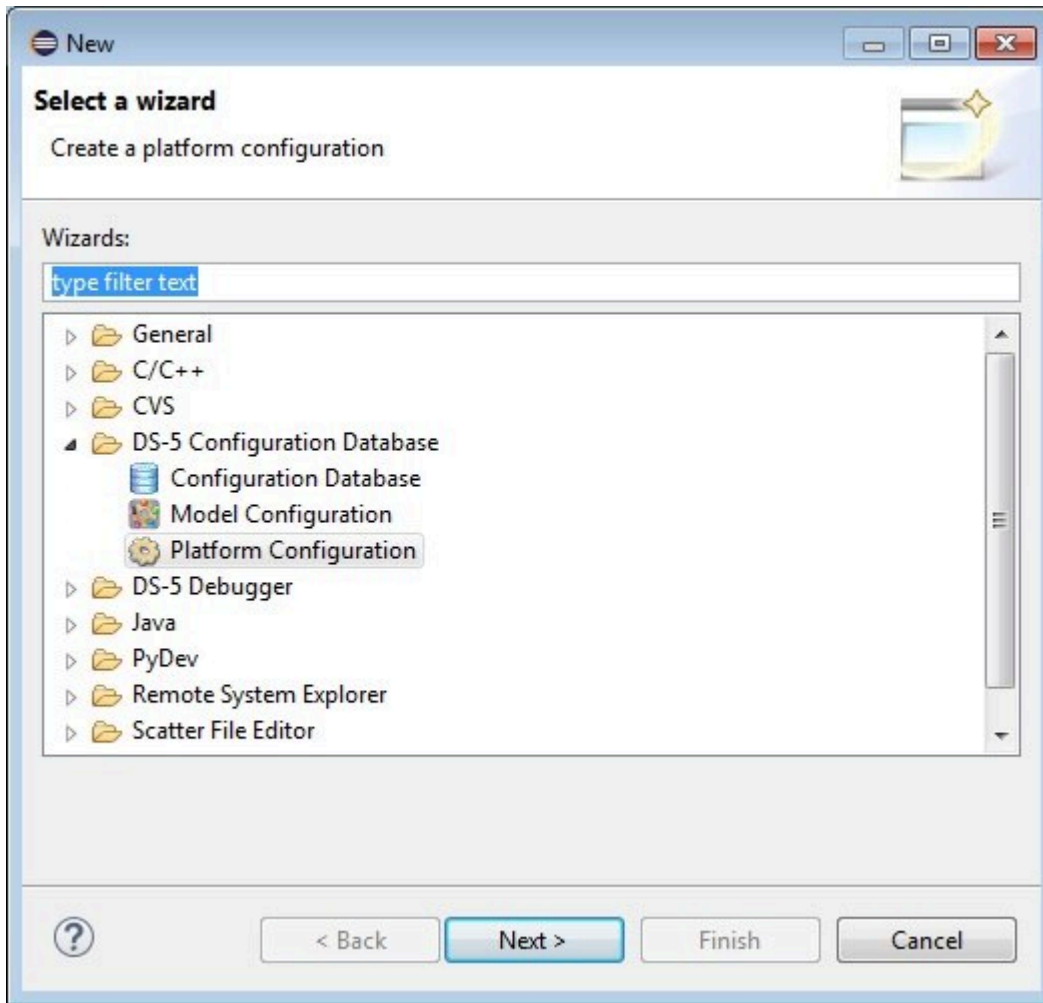 New
Select a wizard
Create a platform configuration
Wizards:
type filter text
General
C/C++
CVS
DS-5 Configuration Database
Configuration Database
Model Configuration
Platform Configuration
DS-5 Debugger
Java
PyDev
Remote System Explorer
Scatter File Editor
? < Back Next > Finish Cancel